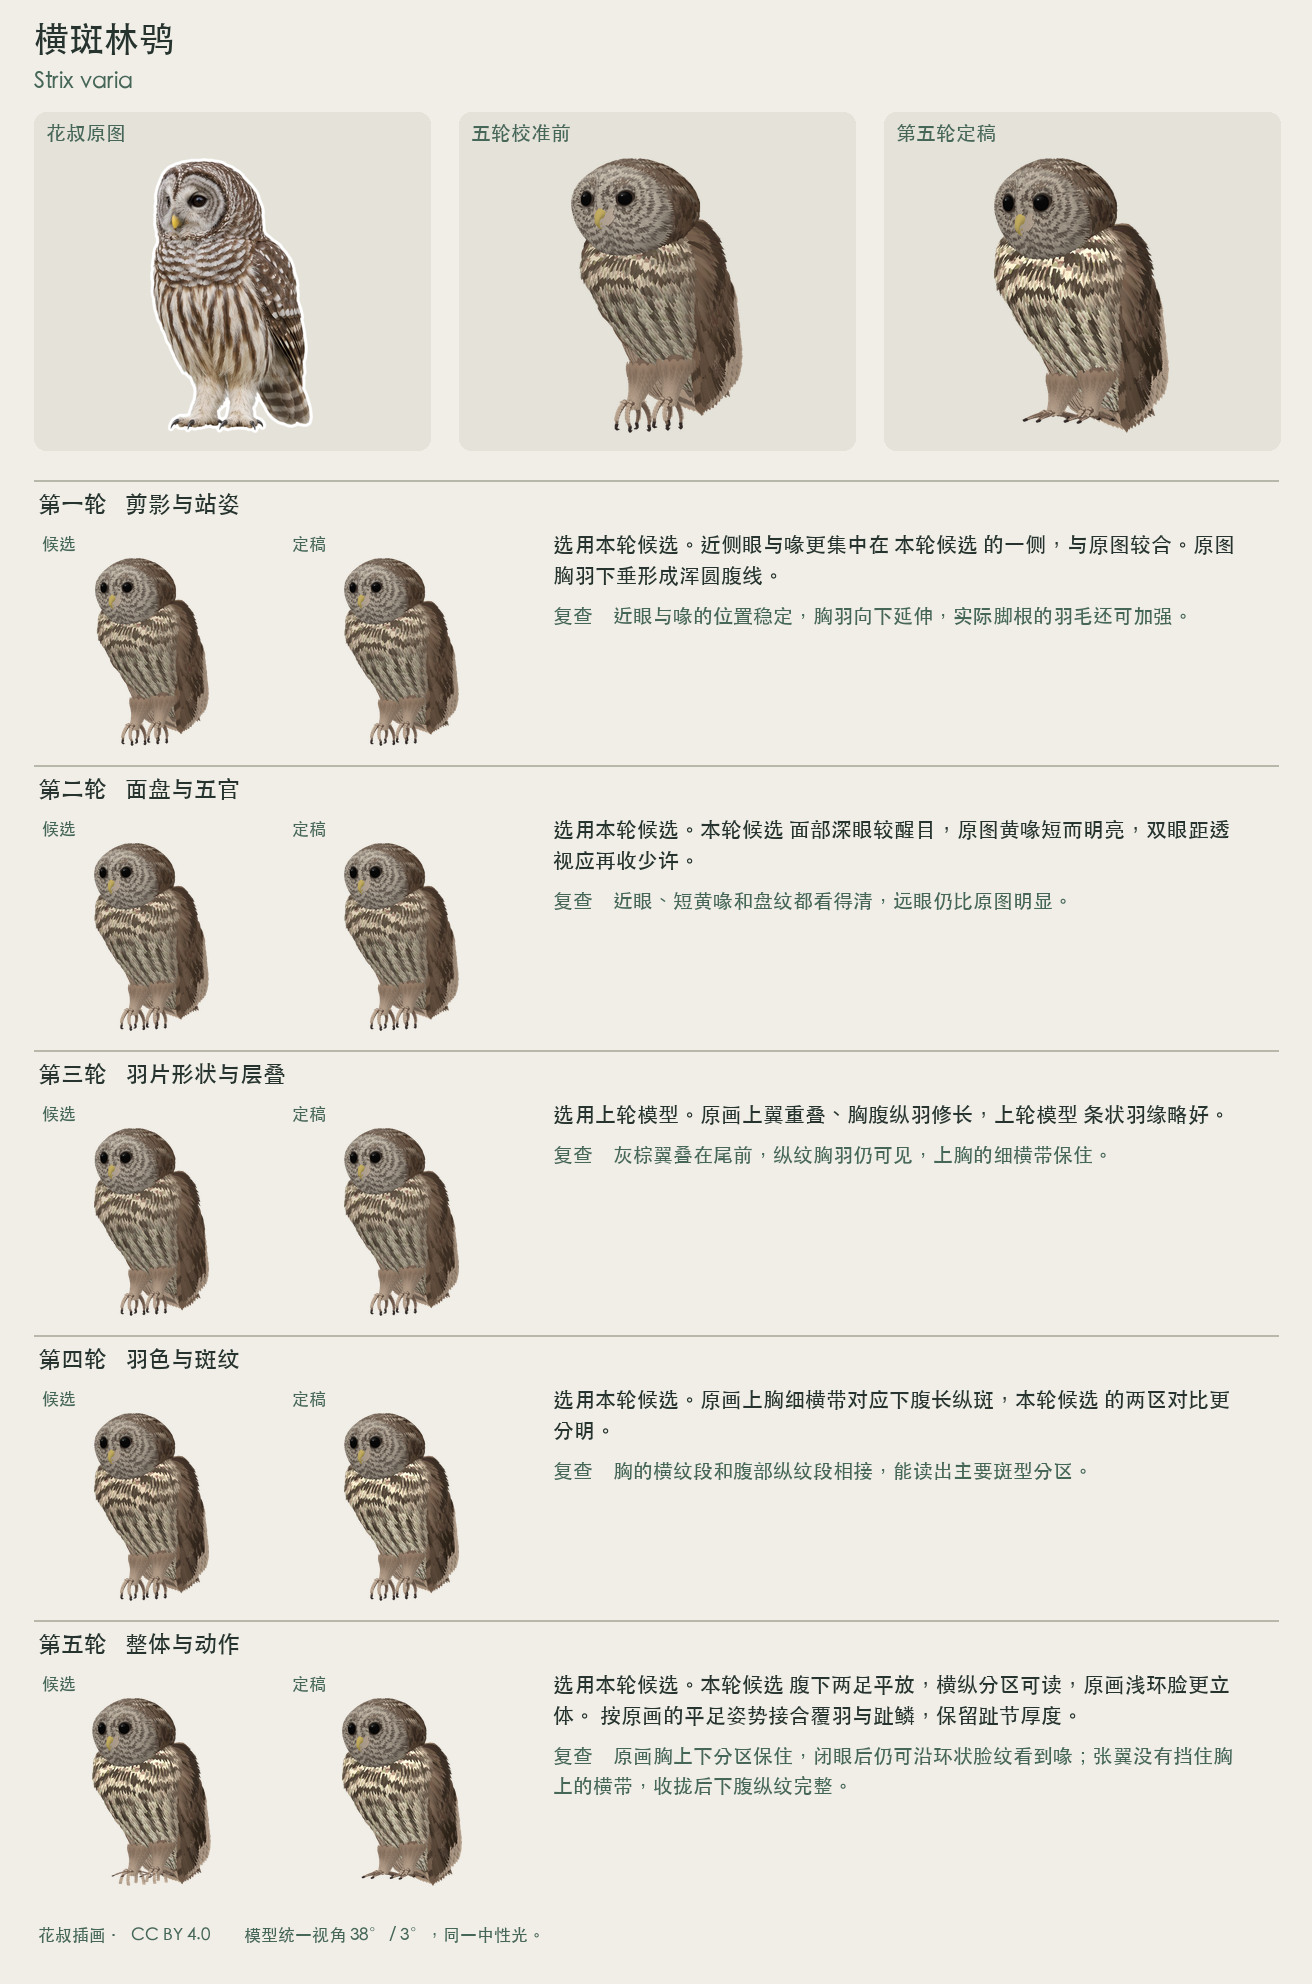 横斑林鸮
Strix varia
花叔原图
五轮校准前
第五轮定稿
第一轮 剪影与站姿
候选
定稿
选用本轮候选。近侧眼与喙更集中在 本轮候选 的一侧，与原图较合。原图
胸羽下垂形成浑圆腹线。
复查 近眼与喙的位置稳定，胸羽向下延伸，实际脚根的羽毛还可加强。
第二轮 面盘与五官
候选
定稿
选用本轮候选。本轮候选 面部深眼较醒目，原图黄喙短而明亮，双眼距透
视应再收少许。
复查 近眼、短黄喙和盘纹都看得清，远眼仍比原图明显。
第三轮 羽片形状与层叠
候选
定稿
选用上轮模型。原画上翼重叠、胸腹纵羽修长，上轮模型 条状羽缘略好。
复查 灰棕翼叠在尾前，纵纹胸羽仍可见，上胸的细横带保住。
第四轮 羽色与斑纹
候选
定稿
选用本轮候选。原画上胸细横带对应下腹长纵斑，本轮候选 的两区对比更
分明。
复查 胸的横纹段和腹部纵纹段相接，能读出主要斑型分区。
第五轮 整体与动作
候选
定稿
选用本轮候选。本轮候选 腹下两足平放，横纵分区可读，原画浅环脸更立
体。 按原画的平足姿势接合覆羽与趾鳞，保留趾节厚度。
复查 原画胸上下分区保住，闭眼后仍可沿环状脸纹看到喙；张翼没有挡住胸
上的横带，收拢后下腹纵纹完整。
花叔插画 · CC BY 4.0 模型统一视角 38° / 3°，同一中性光。